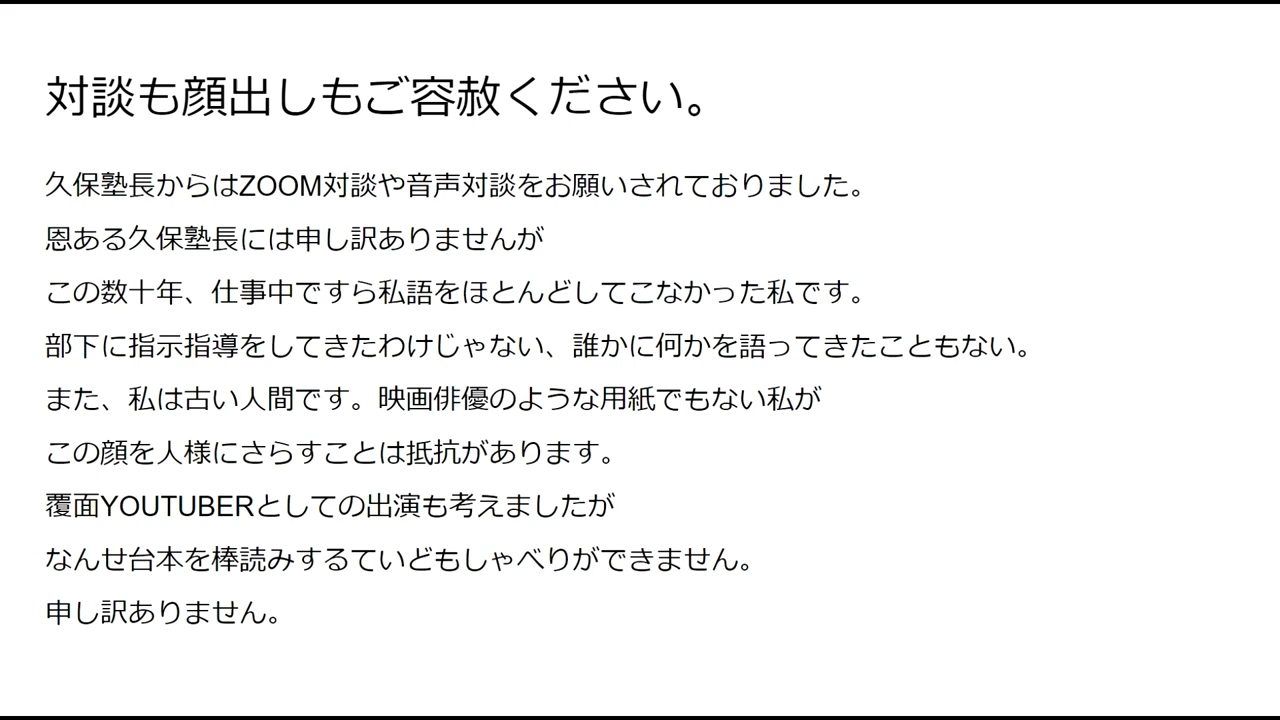 対談も顔出しもご容赦ください。
久保塾長からはZOOM対談や音声対談をお願いされておりました。
恩ある久保塾長には申し訳ありませんが
この数十年、仕事中ですら私語をほとんどしてこなかった私です。
部下に指示指導をしてきたわけじゃない、誰かに何かを語ってきたこともない。
また、私は古い人間です。映画俳優のような用紙でもない私が
この顔を人様にさらすことは抵抗があります。
覆面YOUTUBERとしての出演も考えましたが
なんせ台本を棒読みするていどもしゃべりができません。
申し訳ありません。